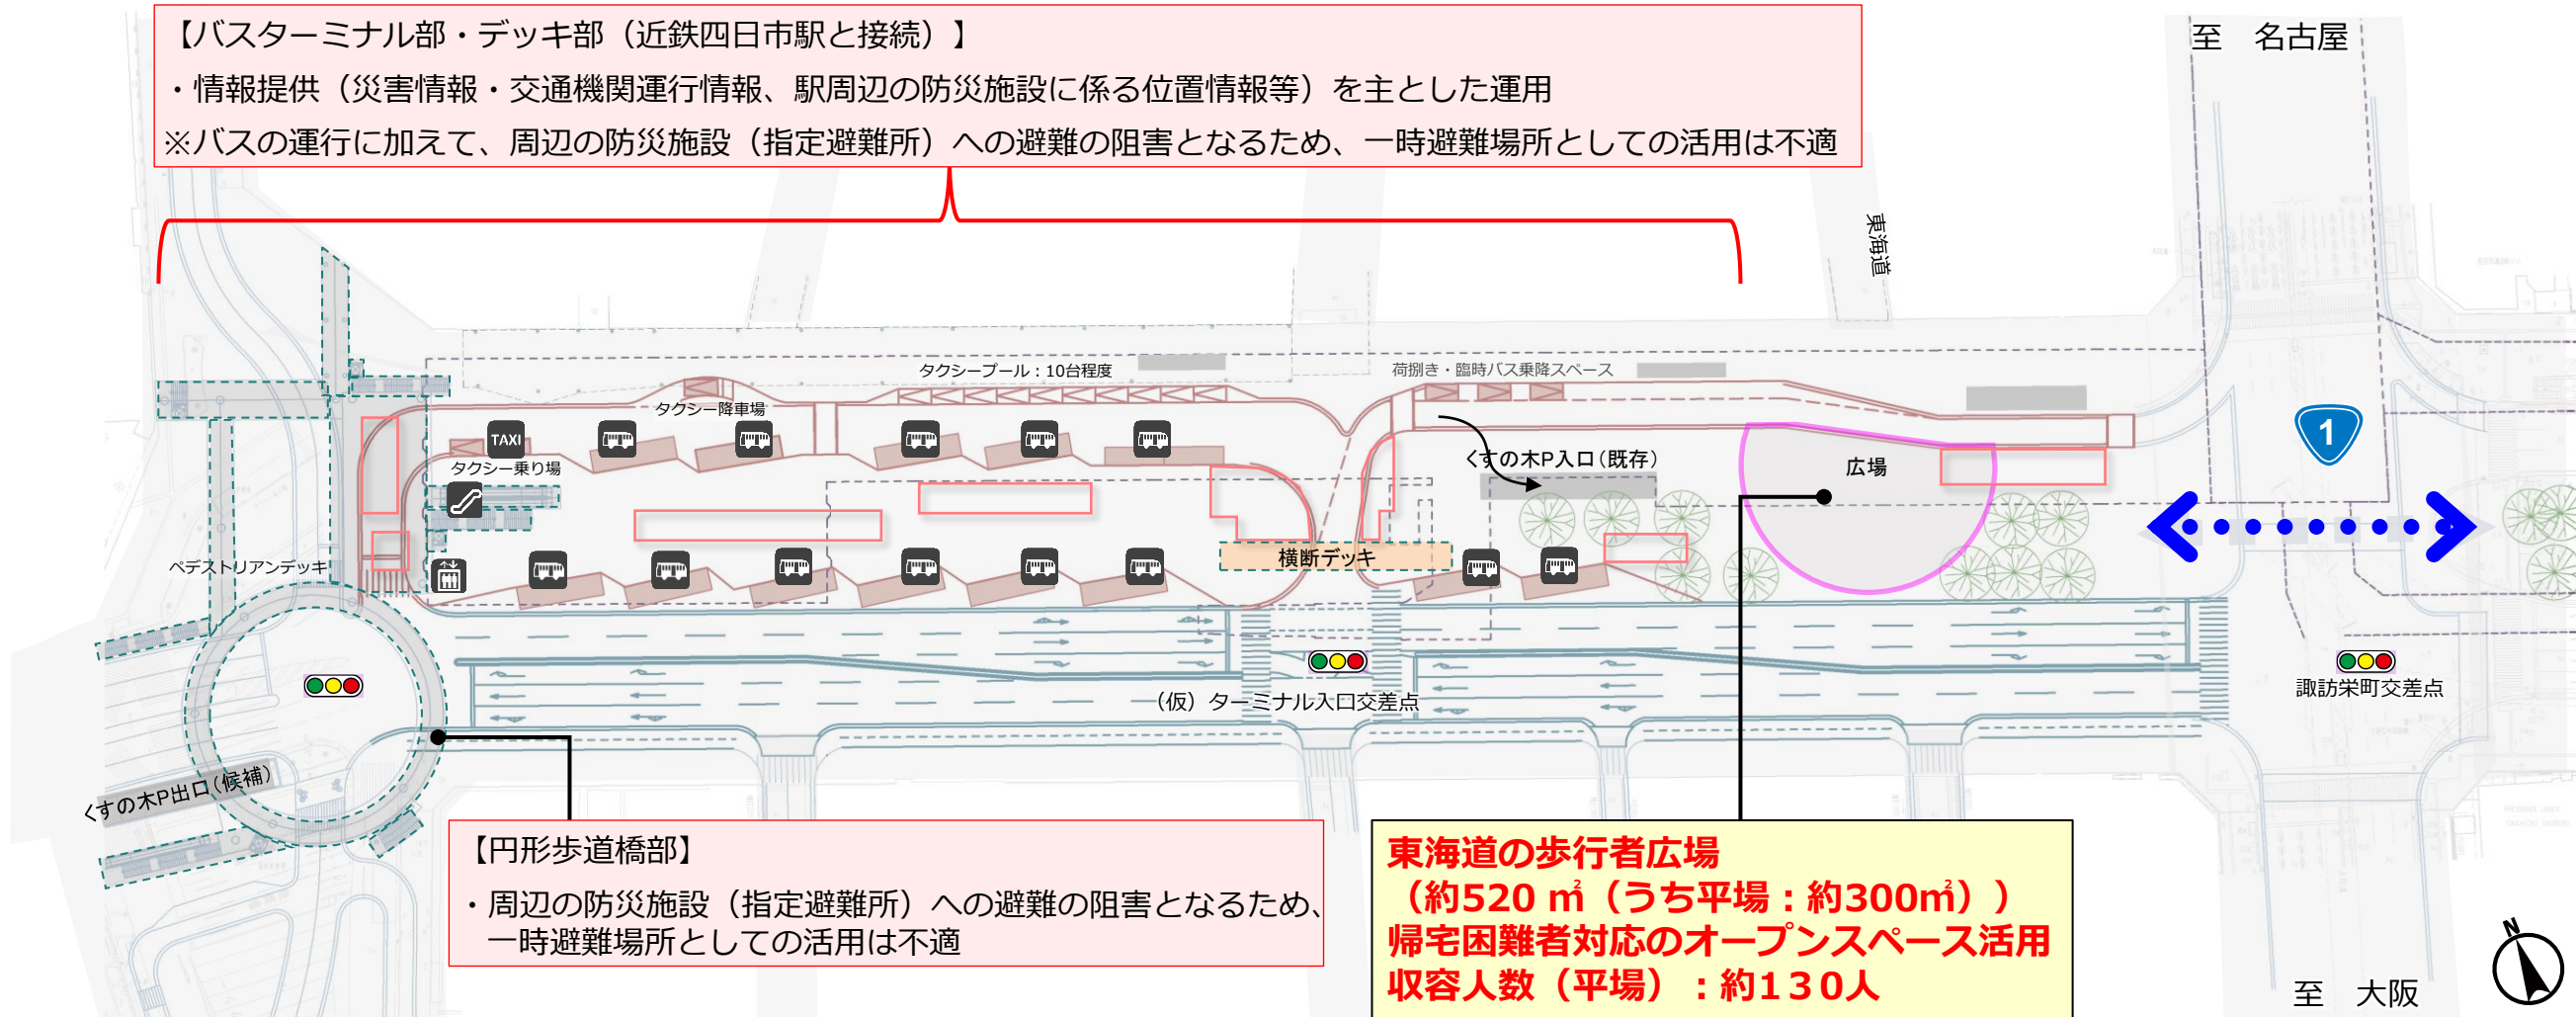 【バスターミナル部・デッキ部（近鉄四日市駅と接続）】
・情報提供（災害情報・交通機関運行情報、駅周辺の防災施設に係る位置情報等）を主とした運用
※バスの運行に加えて、周辺の防災施設（指定避難所）への避難の阻害となるため、一時避難場所としての活用は不適
至　名古屋
東海道
タクシープール：10台程度
荷捌き・臨時バス乗降スペース
タクシー降車場
TAXI
タクシー乗り場
くすの木P入口（既存）
広場
1
横断デッキ
ペデストリアンデッキ
（仮）ターミナル入口交差点
諏訪栄町交差点
くすの木P出口（候補）
【円形歩道橋部】
・周辺の防災施設（指定避難所）への避難の阻害となるため、
一時避難場所としての活用は不適
東海道の歩行者広場
（約520 ㎡（うち平場：約300㎡））
帰宅困難者対応のオープンスペース活用
収容人数（平場）：約１３０人
N
至　大阪